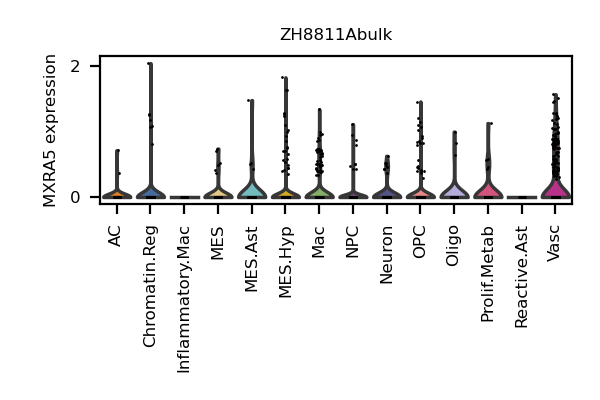 ZH8811Abulk
MXRA5 expression
2
0
AC
Chromatin.Reg
Inflammatory.Mac
MES
MES.Ast
MES.Hyp
Mac
NPC
Neuron
OPC
Oligo
Prolif.Metab
Reactive.Ast
Vasc